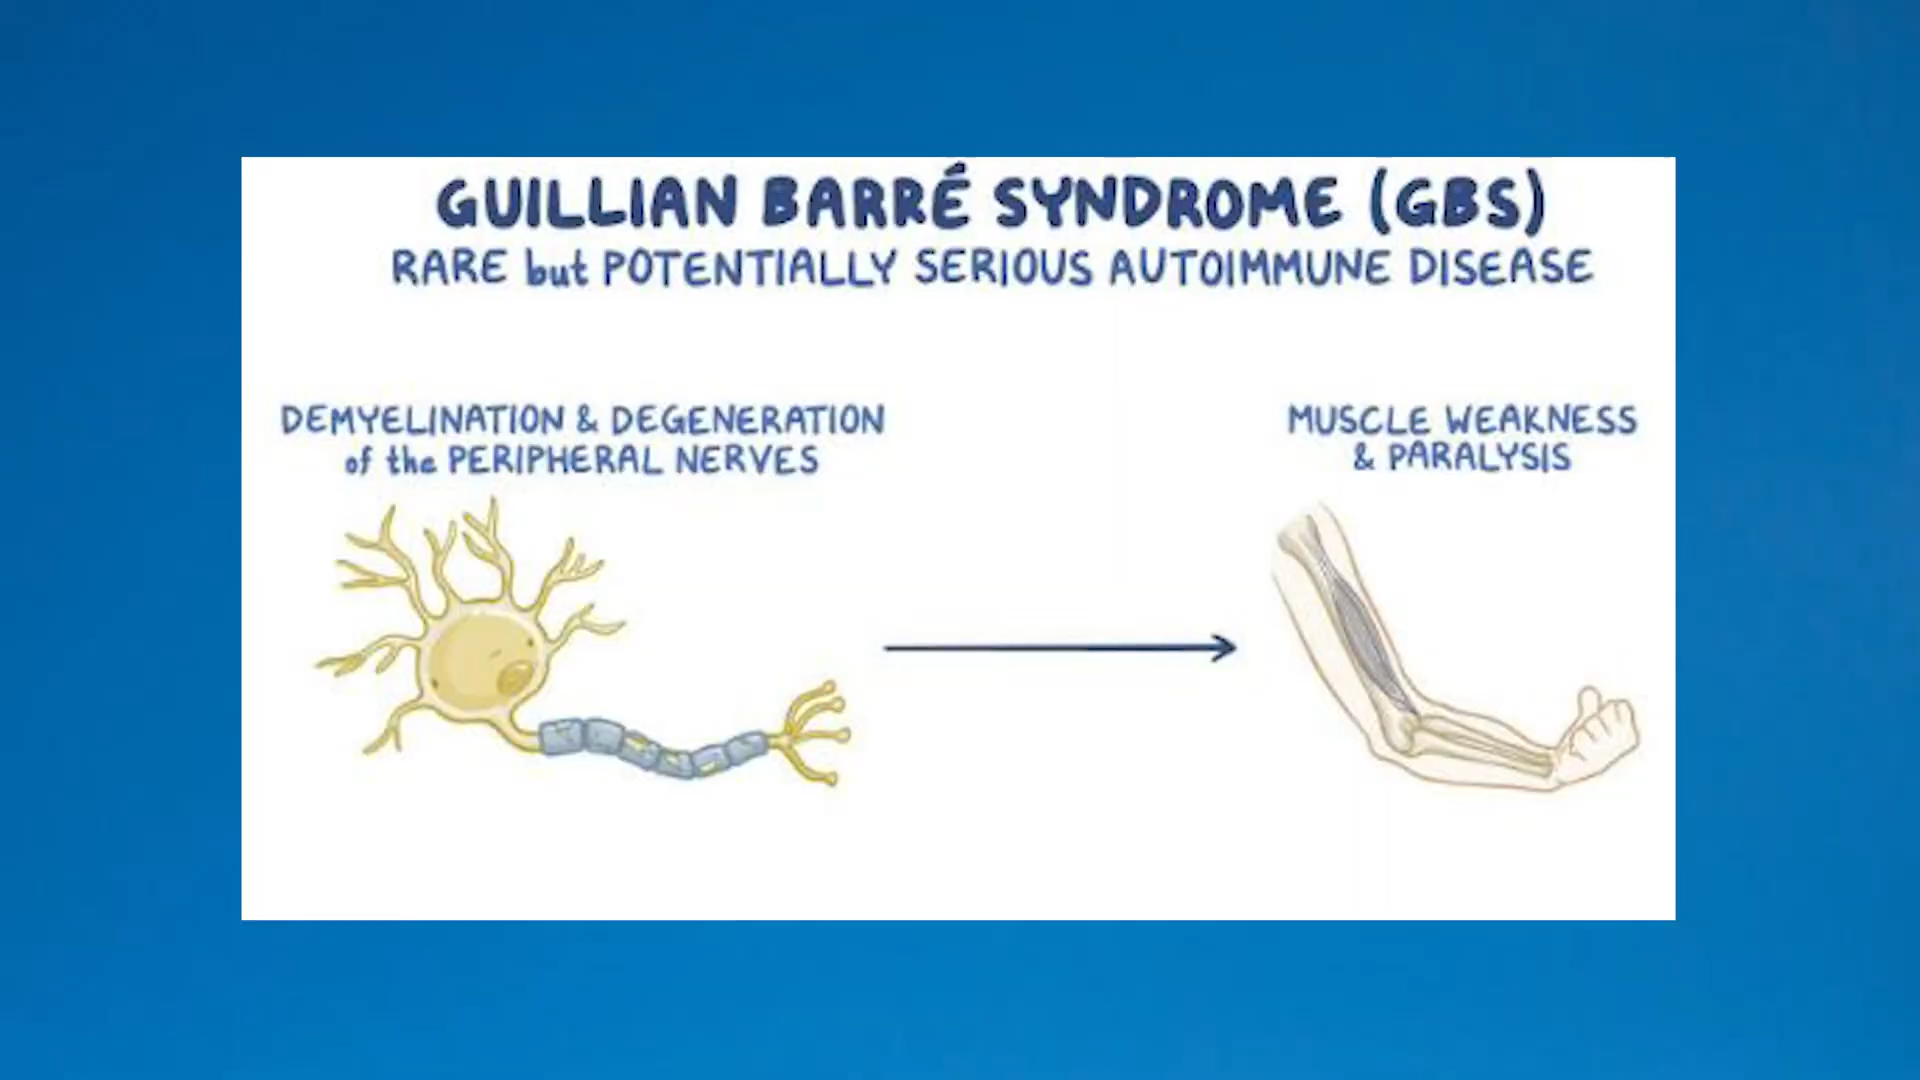 GUILLIAN BARRÉ SYNDROME (GBS)
RARE but POTENTIALLY SERIOUS AUTOIMMUNE DISEASE
DEMYELINATION & DEGENERATION
of the PERIPHERAL NERVES
MUSCLE WEAKNESS
& PARALYSIS